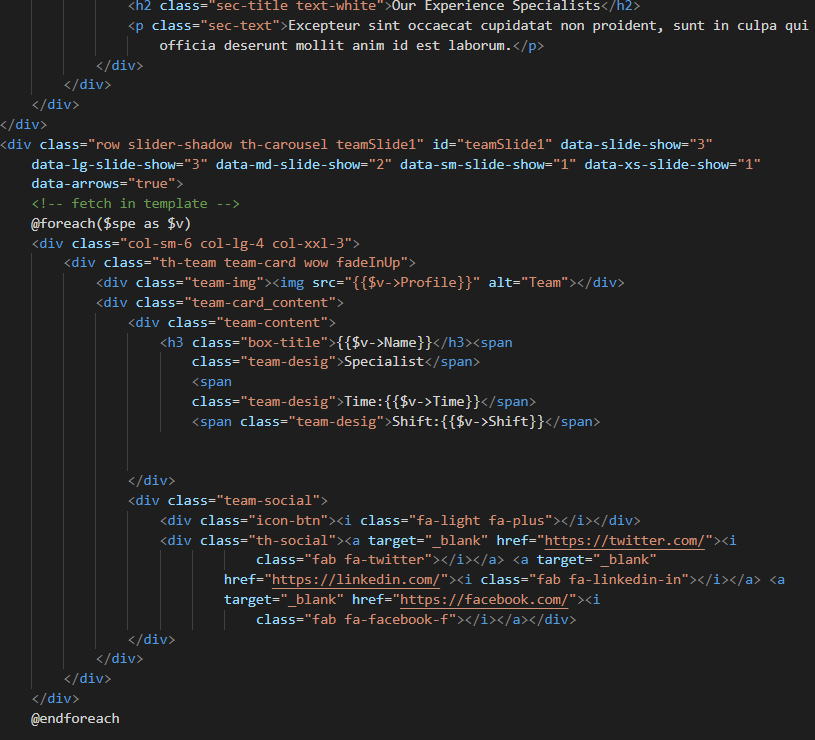 <h2 class="sec-title text-white">Our Experience Specialists</h2>
<p class="sec-text">Excepteur sint occaecat cupidatat non proident, sunt in culpa qui
officia deserunt mollit anim id est laborum.</p>
</div>
</div>
</div>
</div>
<div class="row slider-shadow th-carousel teamSlide1" id="teamSlide1" data-slide-show="3"
data-lg-slide-show="3" data-md-slide-show="2" data-sm-slide-show="1" data-xs-slide-show="1"
data-arrows="true">
<!-- fetch in template -->
@foreach($spe as $v)
<div class="col-sm-6 col-lg-4 col-xxl-3">
<div class="th-team team-card wow fadeInUp">
<div class="team-img"><img src="{{$v->Profile}}" alt="Team"></div>
<div class="team-card_content">
<div class="team-content">
<h3 class="box-title">{{$v->Name}}</h3><span
class="team-desig">Specialist</span>
<span
class="team-desig">Time:{{$v->Time}}</span>
<span class="team-desig">Shift:{{$v->Shift}}</span>
</div>
<div class="team-social">
<div class="icon-btn"><i class="fa-light fa-plus"></i></div>
<div class="th-social"><a target="_blank" href="https://twitter.com/"><i
class="fab fa-twitter"></i></a> <a target="_blank"
href="https://linkedin.com/"><i class="fab fa-linkedin-in"></i></a> <a
target="_blank" href="https://facebook.com/"><i
class="fab fa-facebook-f"></i></a></div>
</div>
</div>
</div>
</div>
@endforeach